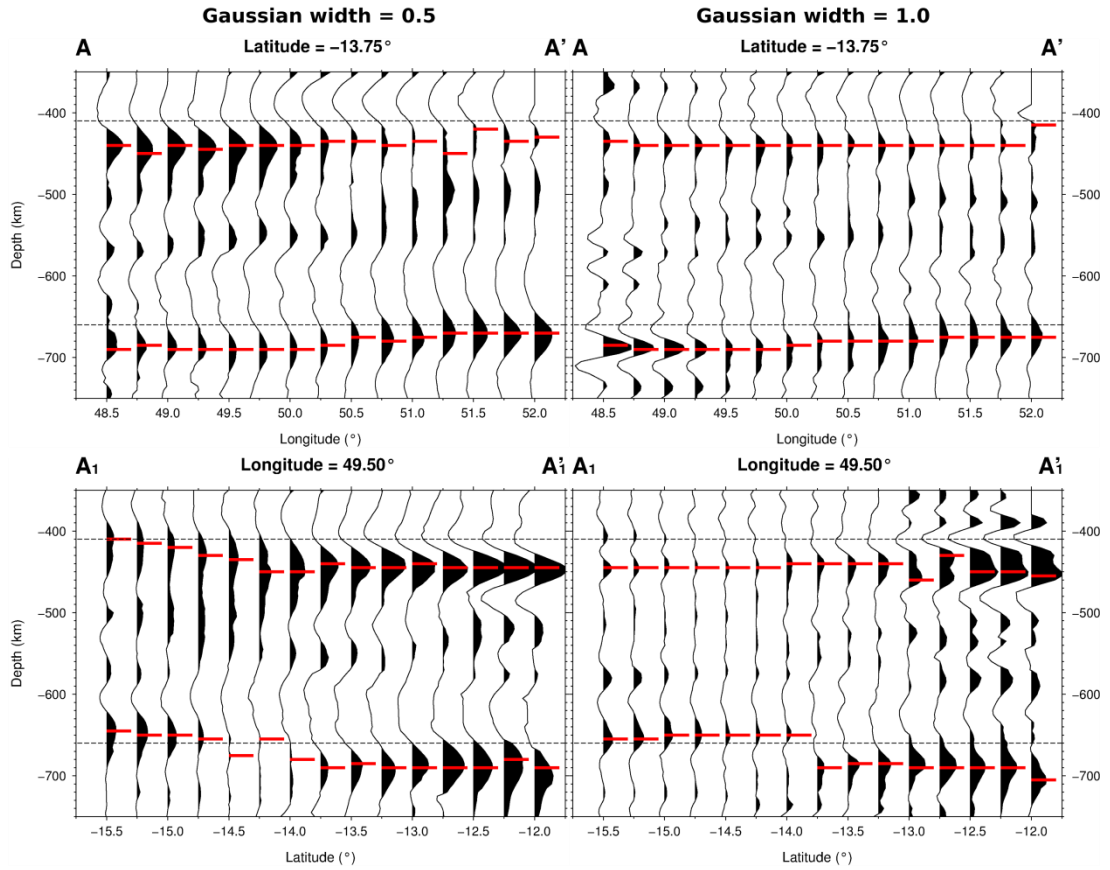 Gaussian width = 0.5 Gaussian width = 1.0
A Latitude = −13.75° A' A Latitude = −13.75° A'
−400 −400
−500 −500
Depth (km)
−600 −600
−700 −700
48.5 49.0 49.5 50.0 50.5 51.0 51.5 52.0 48.5 49.0 49.5 50.0 50.5 51.0 51.5 52.0
Longitude (°) Longitude (°)
A1 Longitude = 49.50° A'1 A1 Longitude = 49.50° A'1
−400 −400
−500 −500
Depth (km)
−600 −600
−700 −700
−15.5 −15.0 −14.5 −14.0 −13.5 −13.0 −12.5 −12.0 −15.5 −15.0 −14.5 −14.0 −13.5 −13.0 −12.5 −12.0
Latitude (°) Latitude (°)